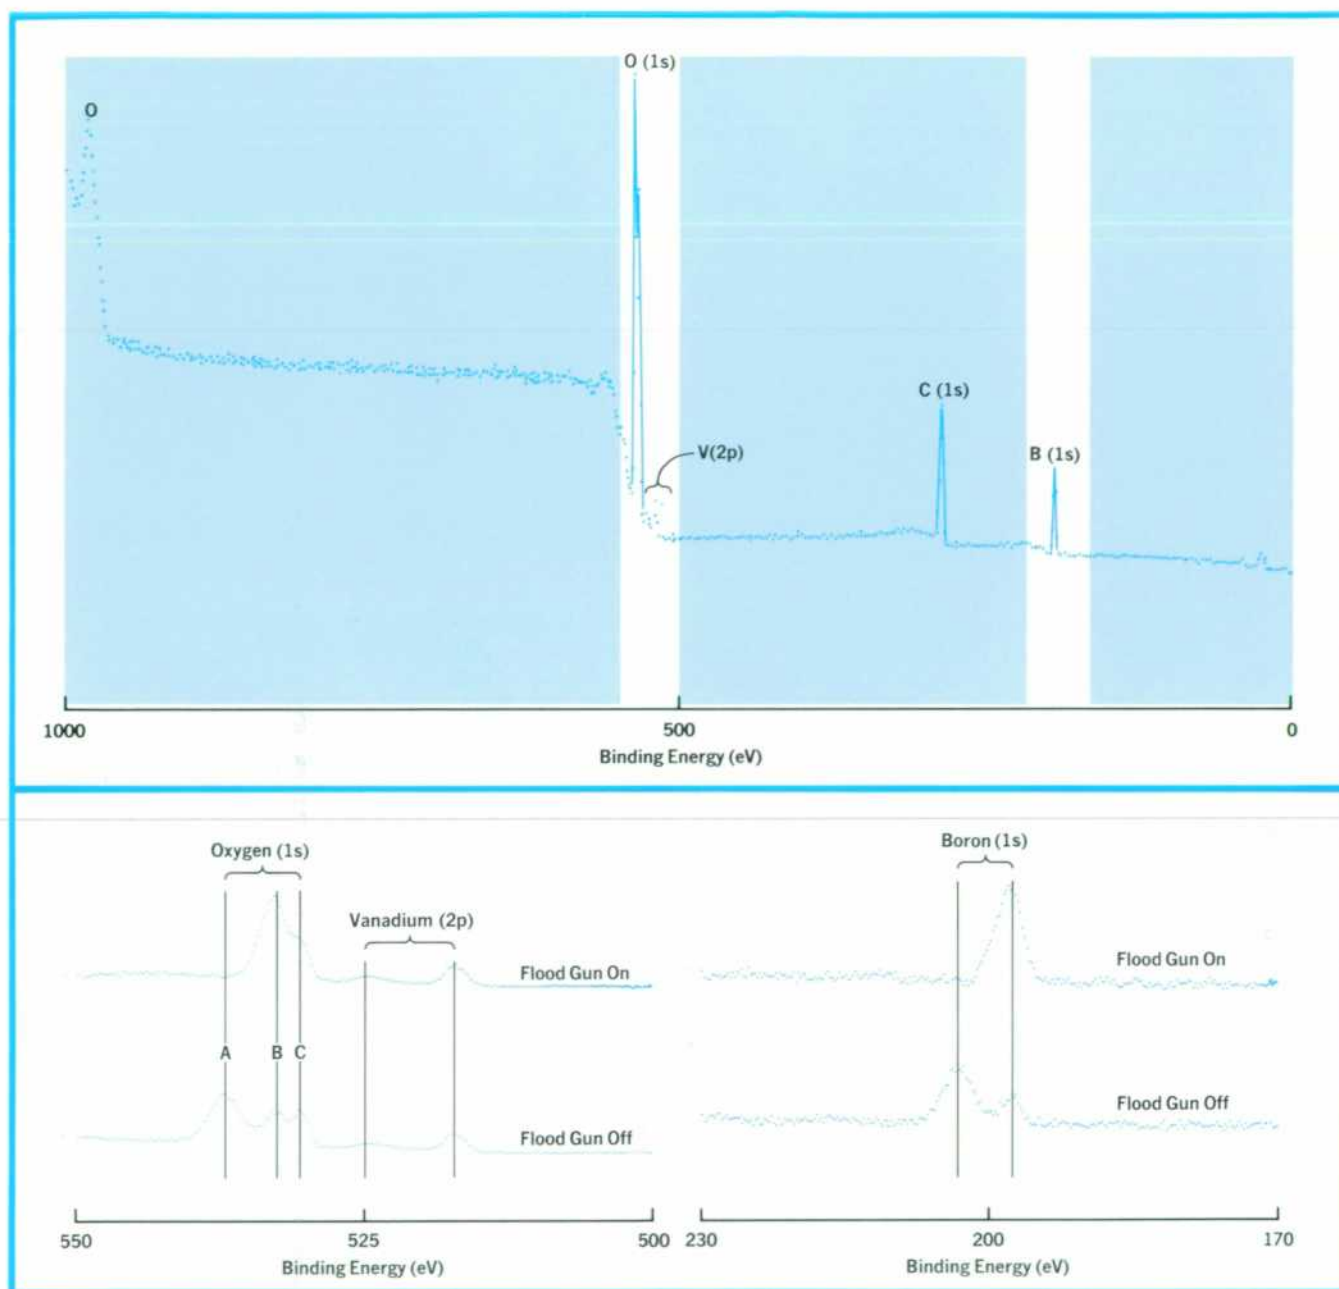 O (1s)
O
C (1s)
V(2p)
B (1s)
1000
500
0
Binding Energy (eV)
Oxygen (1s)
Boron (1s)
Vanadium (2p)
Flood Gun On
Flood Gun On
A
B
C
Flood Gun Off
Flood Gun Off
550
525
500
230
200
170
Binding Energy (eV)
Binding Energy (eV)